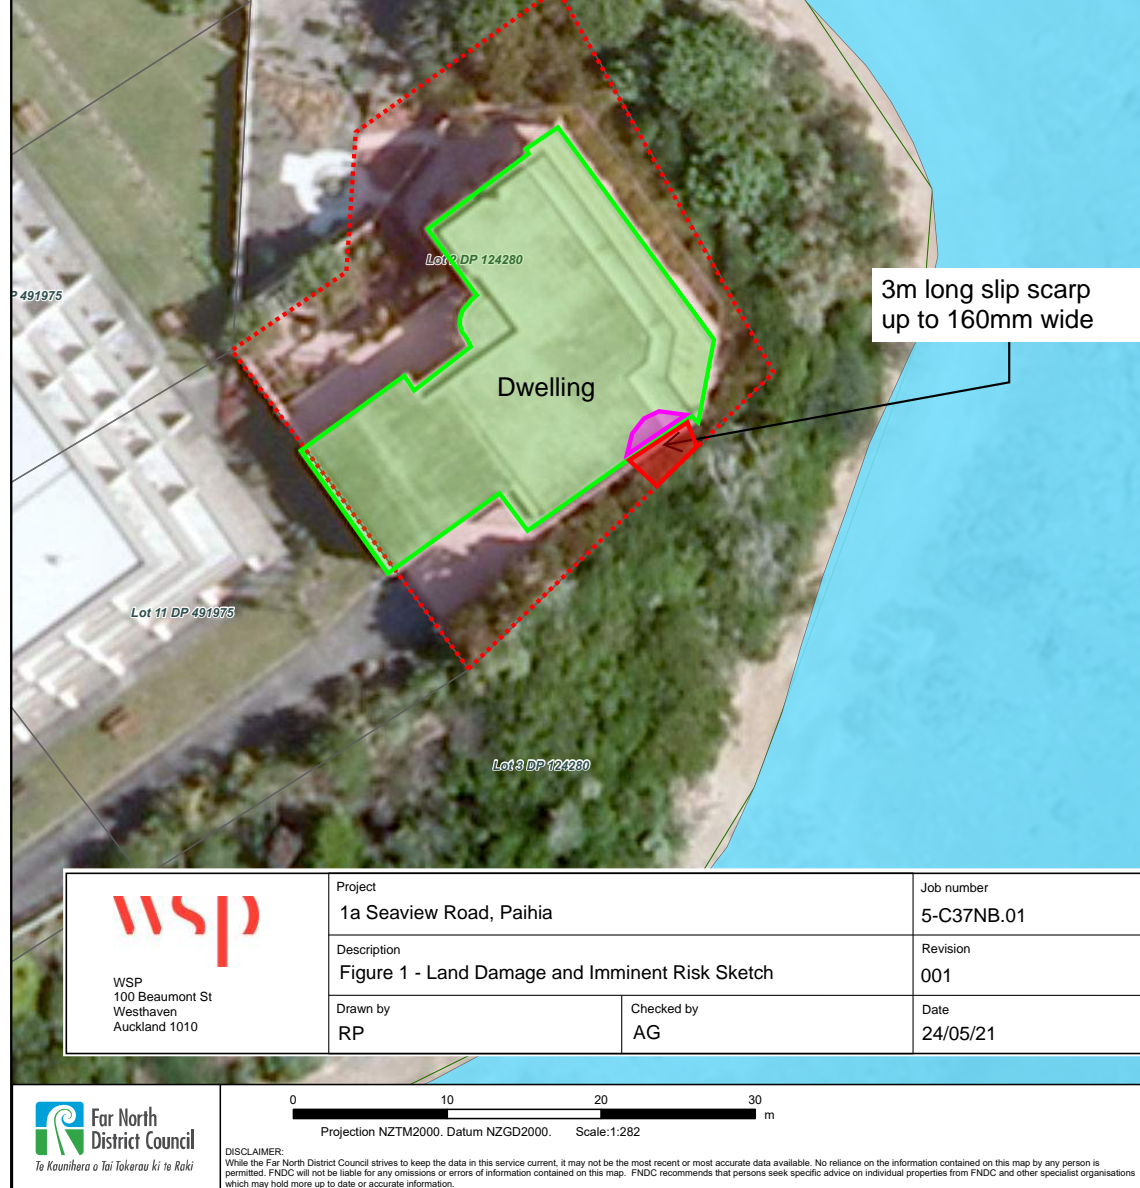 Lot 2 DP 124280
P 491975
3m long slip scarp
up to 160mm wide
Dwelling
Lot 11 DP 491975
Lot 3 DP 124280
wsp
WSP
100 Beaumont St
Westhaven
Auckland 1010
Project
1a Seaview Road, Paihia
Job number
5-C37NB.01
Description
Figure 1 - Land Damage and Imminent Risk Sketch
Revision
001
Drawn by
RP
Checked by
AG
Date
24/05/21
Far North
District Council
Te Kaunihera o Tai Tokerau ki te Raki
0 10 20 30
m
Projection NZTM2000. Datum NZGD2000. Scale:1:282
DISCLAIMER:
While the Far North District Council strives to keep the data in this service current, it may not be the most recent or most accurate data available. No reliance on the information contained on this map by any person is
permitted. FNDC will not be liable for any omissions or errors of information contained on this map. FNDC recommends that persons seek specific advice on individual properties from FNDC and other specialist organisations
which may hold more up to date or accurate information.